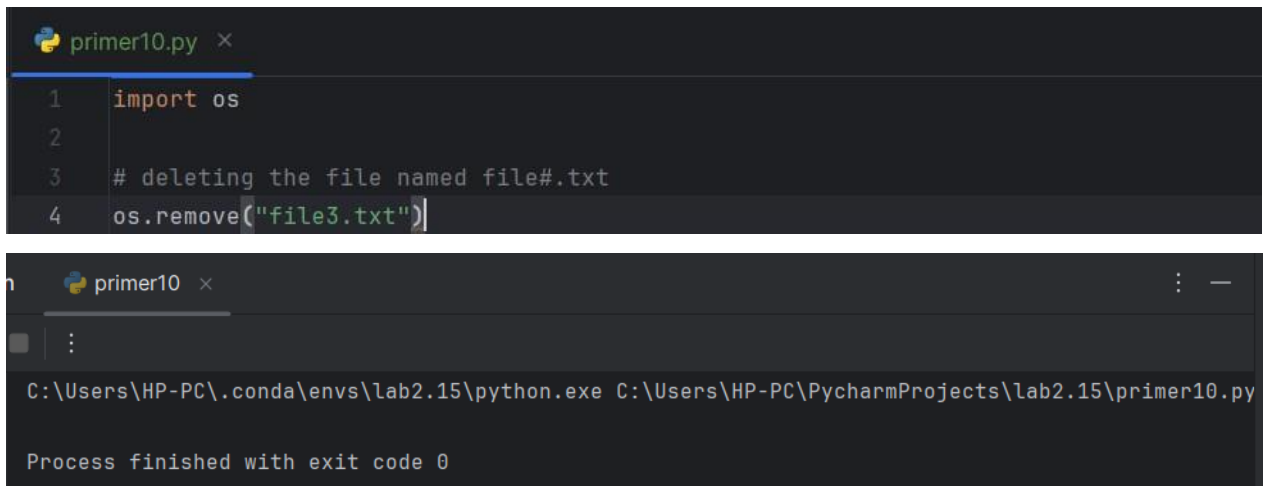 primer10.py ×
1 import os
2
3 # deleting the file named file#.txt
4 os.remove("file3.txt")
primer10 ×
C:\Users\HP-PC\.conda\envs\lab2.15\python.exe C:\Users\HP-PC\PycharmProjects\lab2.15\primer10.py
Process finished with exit code 0